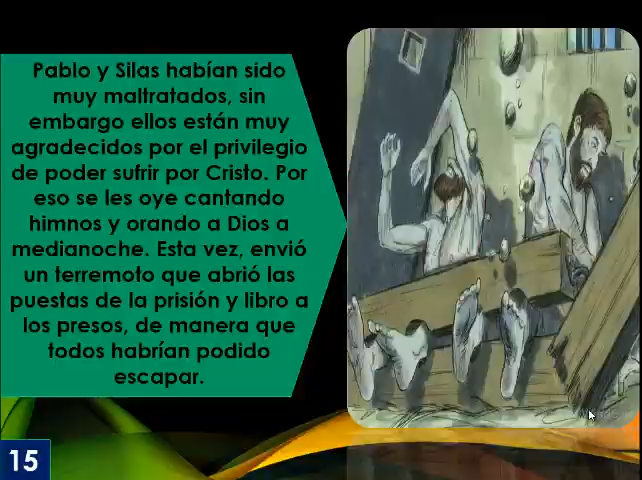 Pablo y Silas habían sido
muy maltratados, sin
embargo ellos están muy
agradecidos por el privilegio
de poder sufrir por Cristo. Por
eso se les oye cantando
himnos y orando a Dios a
medianoche. Esta vez, envió
un terremoto que abrió las
puestas de la prisión y libro a
los presos, de manera que
todos habrían podido
escapar.
15